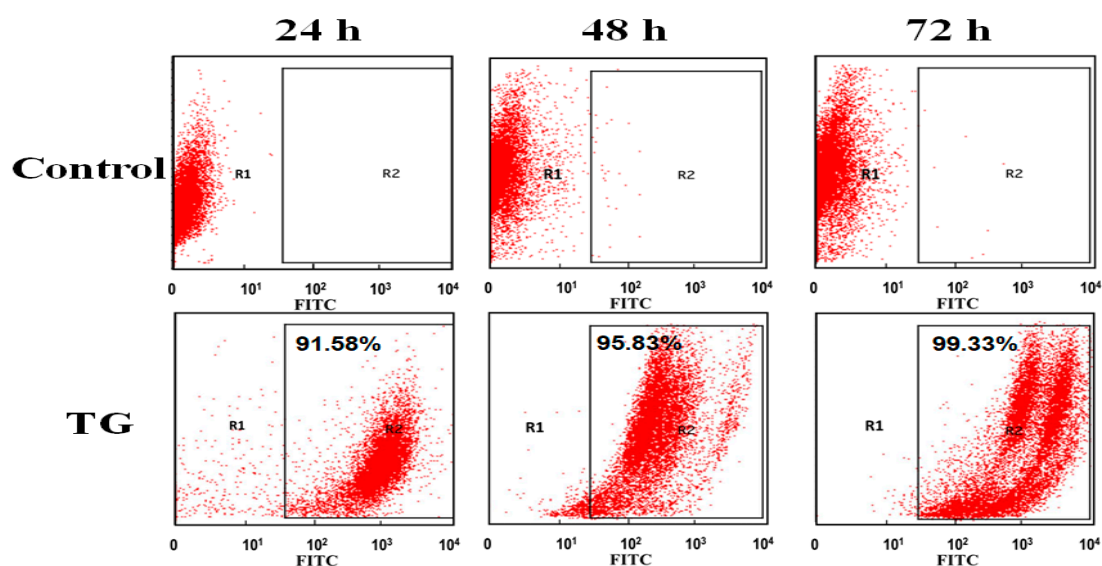 24 h 48 h 72 h
Control
R1 R2
R1 R2
R1 R2
0 10¹ 10² 10³ 10⁴
FITC
0 10¹ 10² 10³ 10⁴
FITC
0 10¹ 10² 10³ 10⁴
FITC
TG
91.58%
R1 R2
95.83%
R1 R2
99.33%
R1 R2
0 10¹ 10² 10³ 10⁴
FITC
0 10¹ 10² 10³ 10⁴
FITC
0 10¹ 10² 10³ 10⁴
FITC